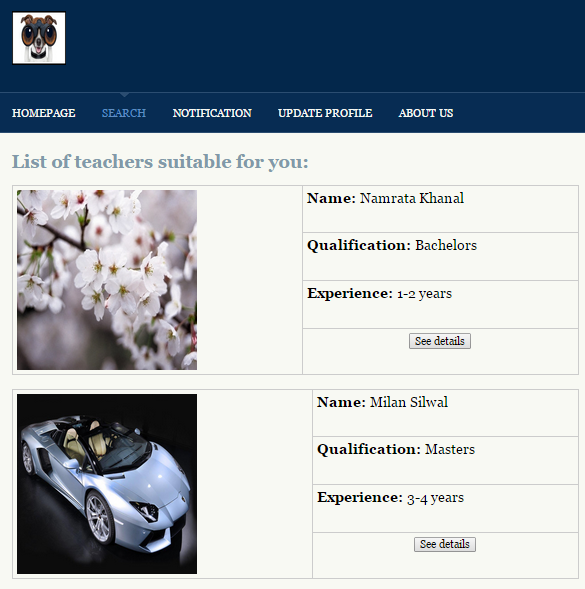 HOMEPAGE SEARCH NOTIFICATION UPDATE PROFILE ABOUT US
List of teachers suitable for you:
Name: Namrata Khanal
Qualification: Bachelors
Experience: 1-2 years
See details
Name: Milan Silwal
Qualification: Masters
Experience: 3-4 years
See details